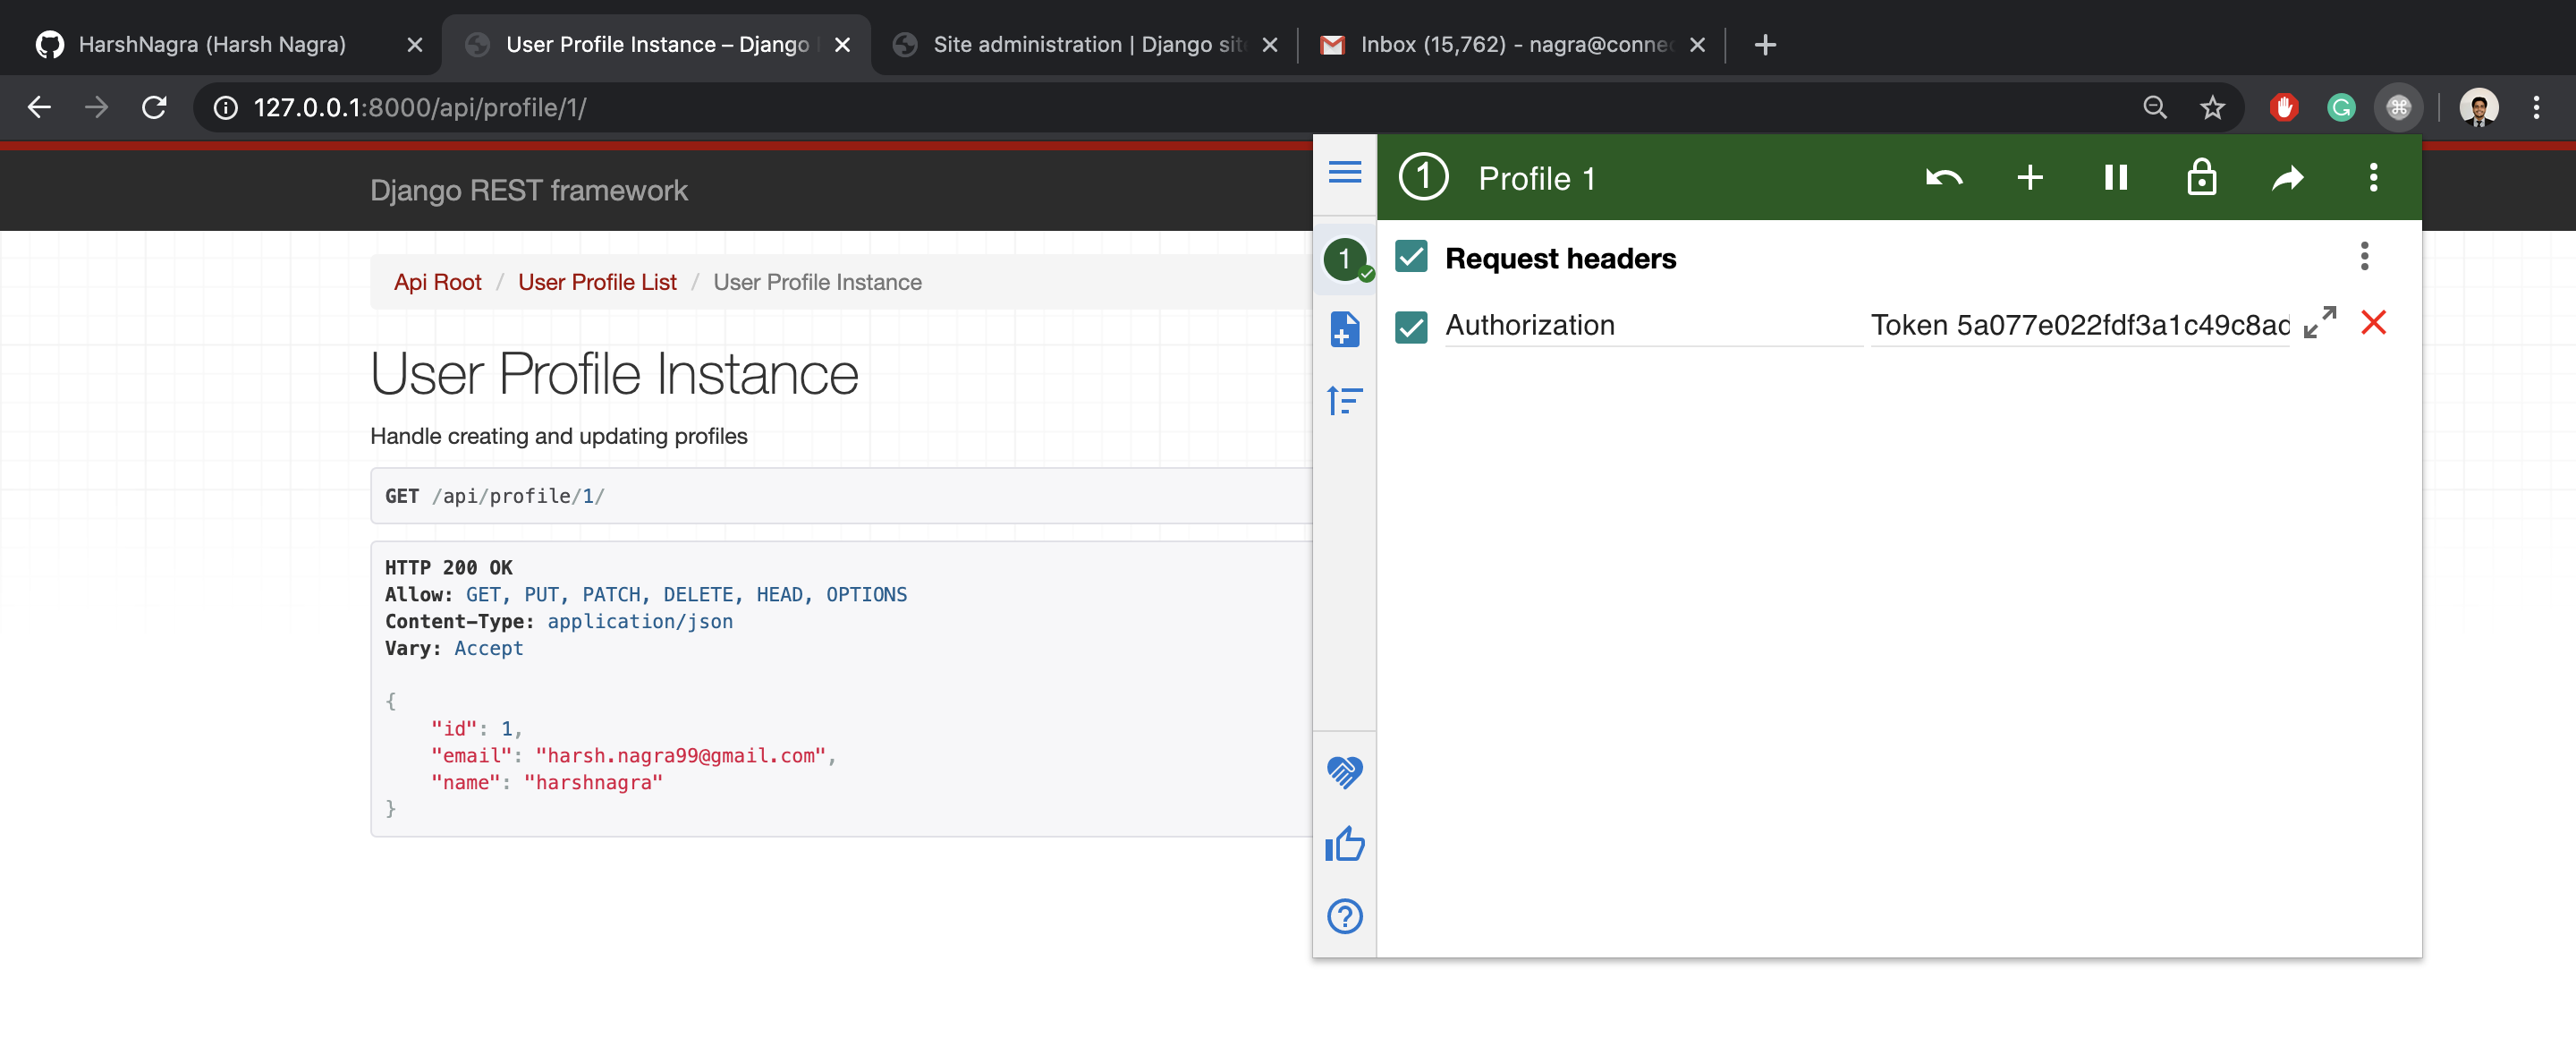 HarshNagra (Harsh Nagra)
User Profile Instance – Django
Site administration | Django site
Inbox (15,762) - nagra@connec
127.0.0.1:8000/api/profile/1/
Django REST framework
Api Root / User Profile List / User Profile Instance
User Profile Instance
Handle creating and updating profiles
GET /api/profile/1/
HTTP 200 OK
Allow: GET, PUT, PATCH, DELETE, HEAD, OPTIONS
Content-Type: application/json
Vary: Accept
{
"id": 1,
"email": "harsh.nagra99@gmail.com",
"name": "harshnagra"
}
1 Profile 1
1
Request headers
Authorization Token 5a077e022fdf3a1c49c8ad